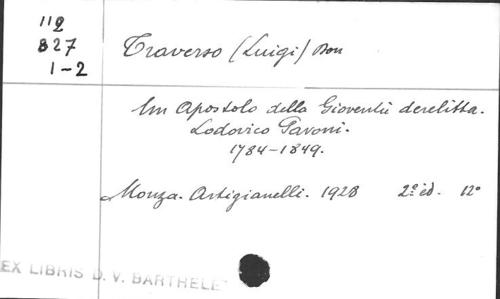 112
827
1-2
Traverso (Luigi) Don
Un Apostolo della Gioventù derelitta.
Lodovico Pavoni.
1784-1849.
Monza. Artigianelli. 1928 2ª éd. 12°
EX LIBRIS D. V. BARTHELE